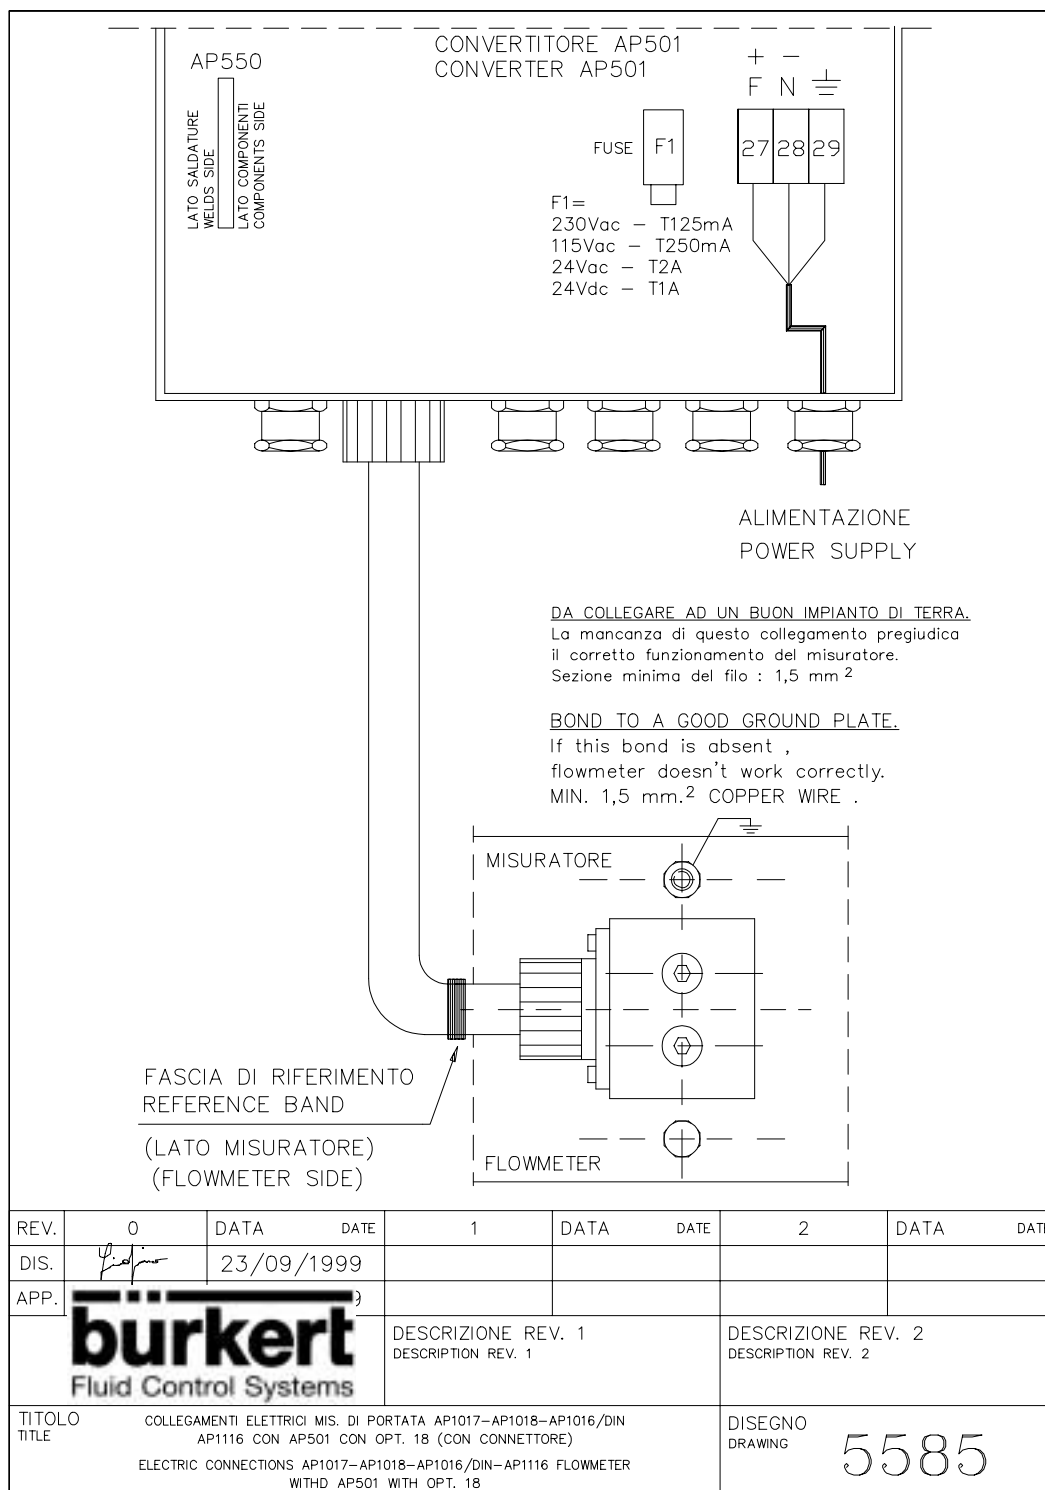 CONVERTITORE AP501
CONVERTER AP501
AP550
LATO SALDATURE
WELDS SIDE
LATO COMPONENTI
COMPONENTS SIDE
+ −
F N
FUSE F1
27 28 29
F1=
230Vac − T125mA
115Vac − T250mA
24Vac − T2A
24Vdc − T1A
ALIMENTAZIONE
POWER SUPPLY
DA COLLEGARE AD UN BUON IMPIANTO DI TERRA.
La mancanza di questo collegamento pregiudica
il corretto funzionamento del misuratore.
Sezione minima del filo : 1,5 mm ²
BOND TO A GOOD GROUND PLATE.
If this bond is absent ,
flowmeter doesn't work correctly.
MIN. 1,5 mm.² COPPER WIRE .
MISURATORE
FASCIA DI RIFERIMENTO
REFERENCE BAND
(LATO MISURATORE)
(FLOWMETER SIDE)
FLOWMETER
REV. 0 DATA DATE 1 DATA DATE 2 DATA DATE
DIS. 23/09/1999
APP.
burkert
Fluid Control Systems
DESCRIZIONE REV. 1
DESCRIPTION REV. 1
DESCRIZIONE REV. 2
DESCRIPTION REV. 2
TITOLO
TITLE
COLLEGAMENTI ELETTRICI MIS. DI PORTATA AP1017−AP1018−AP1016/DIN
AP1116 CON AP501 CON OPT. 18 (CON CONNETTORE)
ELECTRIC CONNECTIONS AP1017−AP1018−AP1016/DIN−AP1116 FLOWMETER
WITHD AP501 WITH OPT. 18
DISEGNO
DRAWING
5585